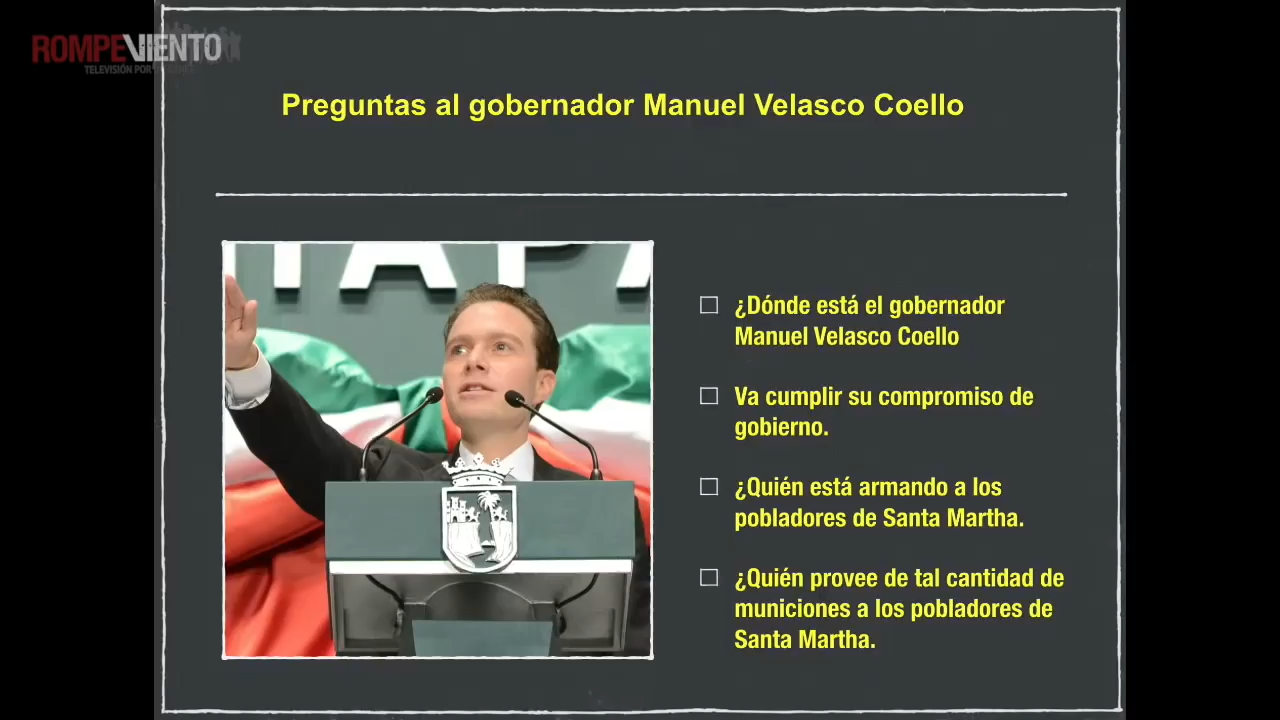 ROMPEVIENTO
TELEVISIÓN POR
Preguntas al gobernador Manuel Velasco Coello
¿Dónde está el gobernador
Manuel Velasco Coello
Va cumplir su compromiso de
gobierno.
¿Quién está armando a los
pobladores de Santa Martha.
¿Quién provee de tal cantidad de
municiones a los pobladores de
Santa Martha.